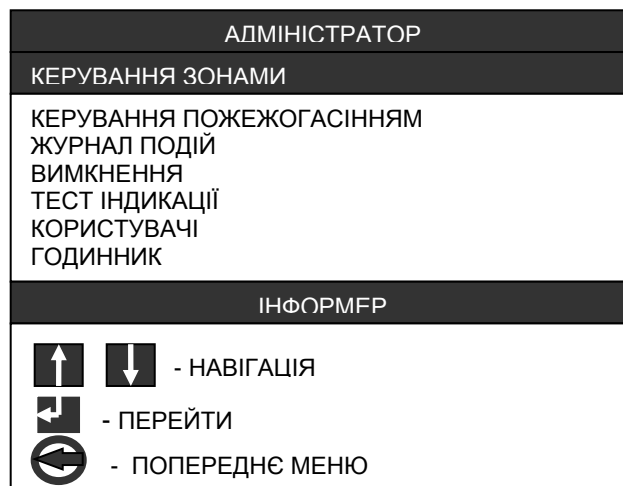 АДМІНІСТРАТОР
КЕРУВАННЯ ЗОНАМИ
КЕРУВАННЯ ПОЖЕЖОГАСІННЯМ
ЖУРНАЛ ПОДІЙ
ВИМКНЕННЯ
ТЕСТ ІНДИКАЦІЇ
КОРИСТУВАЧІ
ГОДИННИК
ІНФОРМЕР
- НАВІГАЦІЯ
- ПЕРЕЙТИ
- ПОПЕРЕДНЄ МЕНЮ